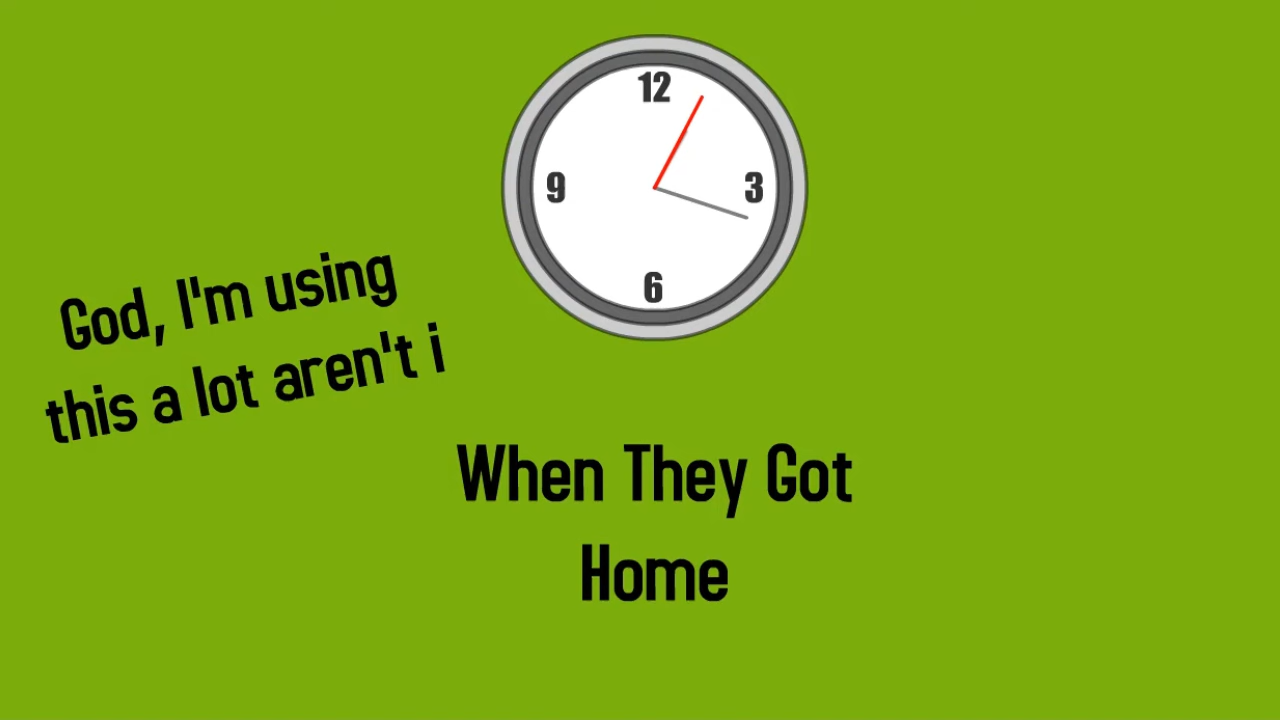 12
9
3
6
God, I'm using
this a lot aren't i
When They Got
Home